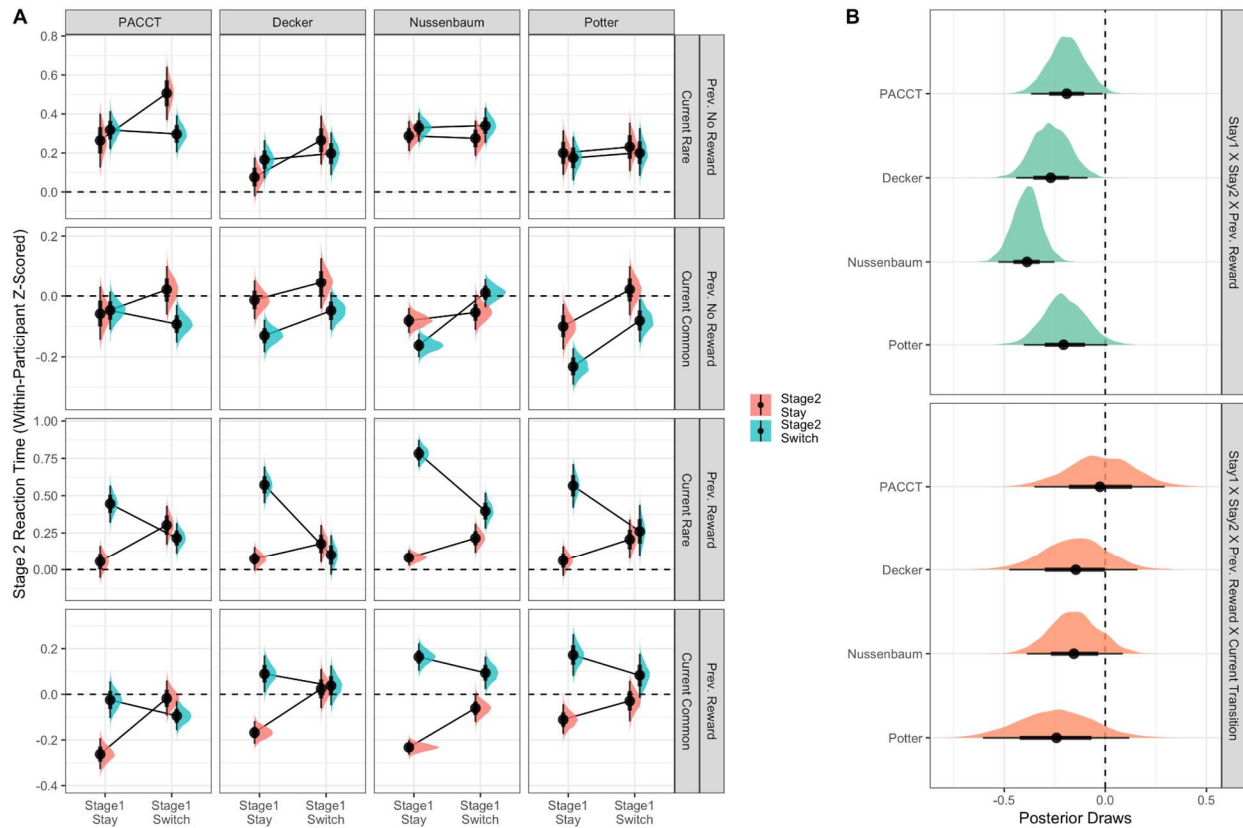 A
PACCT
Decker
Nussenbaum
Potter
Stage 2 Reaction Time (Within-Participant Z-Scored)
0.8
0.6
0.4
0.2
0.0
Current Rare
Prev. No Reward
0.2
0.0
-0.2
Current Common
Prev. No Reward
1.00
0.75
0.50
0.25
0.00
Current Rare
Prev. Reward
0.2
0.0
-0.2
-0.4
Current Common
Prev. Reward
Stage1
Stay
Stage1
Switch
Stage1
Stay
Stage1
Switch
Stage1
Stay
Stage1
Switch
Stage1
Stay
Stage1
Switch
Stage2
Stay
Stage2
Switch
B
PACCT
Decker
Nussenbaum
Potter
Stay1 X Stay2 X Prev. Reward
PACCT
Decker
Nussenbaum
Potter
Stay1 X Stay2 X Prev. Reward X Current Transition
-0.5
0.0
0.5
Posterior Draws